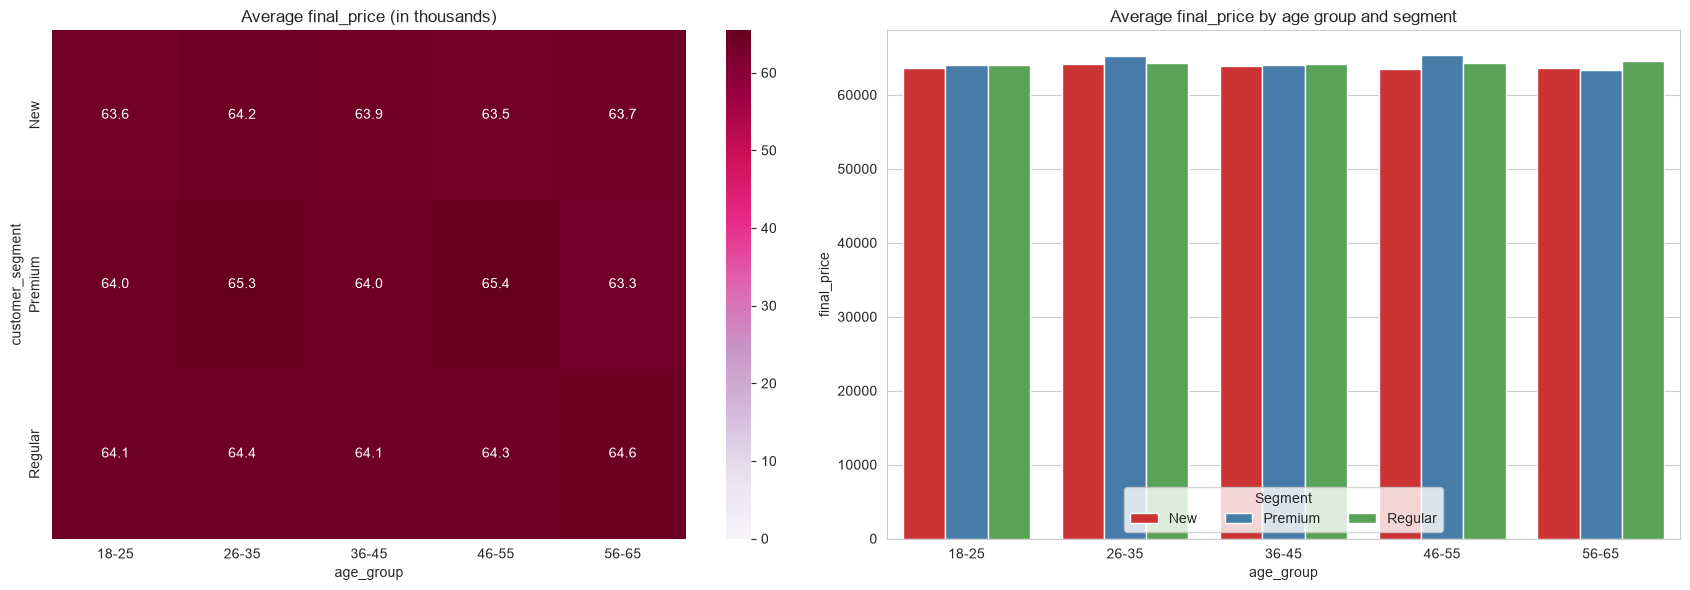 Average final_price (in thousands)
customer_segment
New
Premium
Regular
63.6 64.2 63.9 63.5 63.7
64.0 65.3 64.0 65.4 63.3
64.1 64.4 64.1 64.3 64.6
18-25 26-35 36-45 46-55 56-65
age_group
60
50
40
30
20
10
0
Average final_price by age group and segment
final_price
60000
50000
40000
30000
20000
10000
0
Segment
New Premium Regular
18-25 26-35 36-45 46-55 56-65
age_group